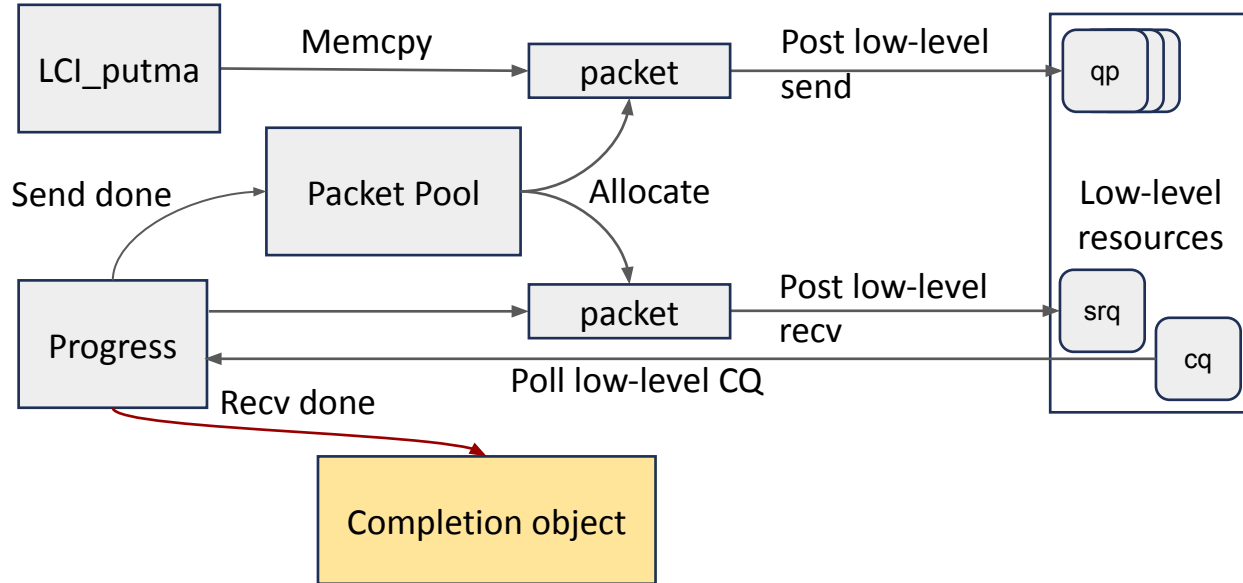 LCI_putma
Memcpy
packet
Post low-level
send
qp
Send done
Packet Pool
Allocate
Low-level
resources
Progress
packet
Post low-level
recv
srq
cq
Poll low-level CQ
Recv done
Completion object